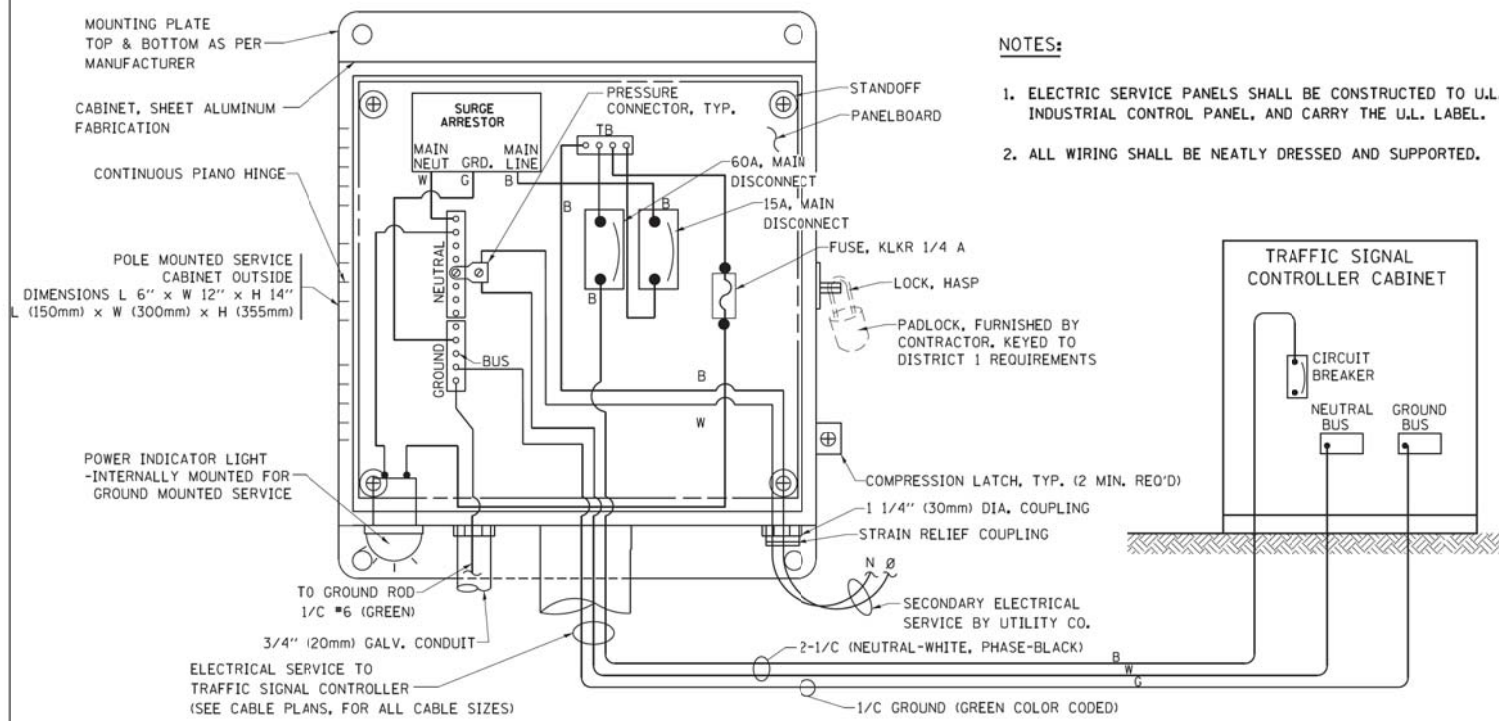 MOUNTING PLATE
TOP & BOTTOM AS PER
MANUFACTURER
CABINET, SHEET ALUMINUM
FABRICATION
CONTINUOUS PIANO HINGE
POLE MOUNTED SERVICE
CABINET OUTSIDE
DIMENSIONS L 6" x W 12" x H 14"
L (150mm) x W (300mm) x H (355mm)
POWER INDICATOR LIGHT
-INTERNALLY MOUNTED FOR
GROUND MOUNTED SERVICE
SURGE
ARRESTOR
MAIN
NEUT
GRD.
MAIN
LINE
W
G
B
PRESSURE
CONNECTOR, TYP.
TB
60A, MAIN
DISCONNECT
15A, MAIN
DISCONNECT
B
B
B
NEUTRAL
GROUND
BUS
B
W
STANDOFF
PANELBOARD
FUSE, KLKR 1/4 A
LOCK, HASP
PADLOCK, FURNISHED BY
CONTRACTOR. KEYED TO
DISTRICT 1 REQUIREMENTS
COMPRESSION LATCH, TYP. (2 MIN. REQ'D)
1 1/4" (30mm) DIA. COUPLING
STRAIN RELIEF COUPLING
N Ø
SECONDARY ELECTRICAL
SERVICE BY UTILITY CO.
TO GROUND ROD
1/C #6 (GREEN)
3/4" (20mm) GALV. CONDUIT
ELECTRICAL SERVICE TO
TRAFFIC SIGNAL CONTROLLER
(SEE CABLE PLANS, FOR ALL CABLE SIZES)
2-1/C (NEUTRAL-WHITE, PHASE-BLACK)
B
W
G
1/C GROUND (GREEN COLOR CODED)
NOTES:
1. ELECTRIC SERVICE PANELS SHALL BE CONSTRUCTED TO U.L.
INDUSTRIAL CONTROL PANEL, AND CARRY THE U.L. LABEL.
2. ALL WIRING SHALL BE NEATLY DRESSED AND SUPPORTED.
TRAFFIC SIGNAL
CONTROLLER CABINET
CIRCUIT
BREAKER
NEUTRAL
BUS
GROUND
BUS